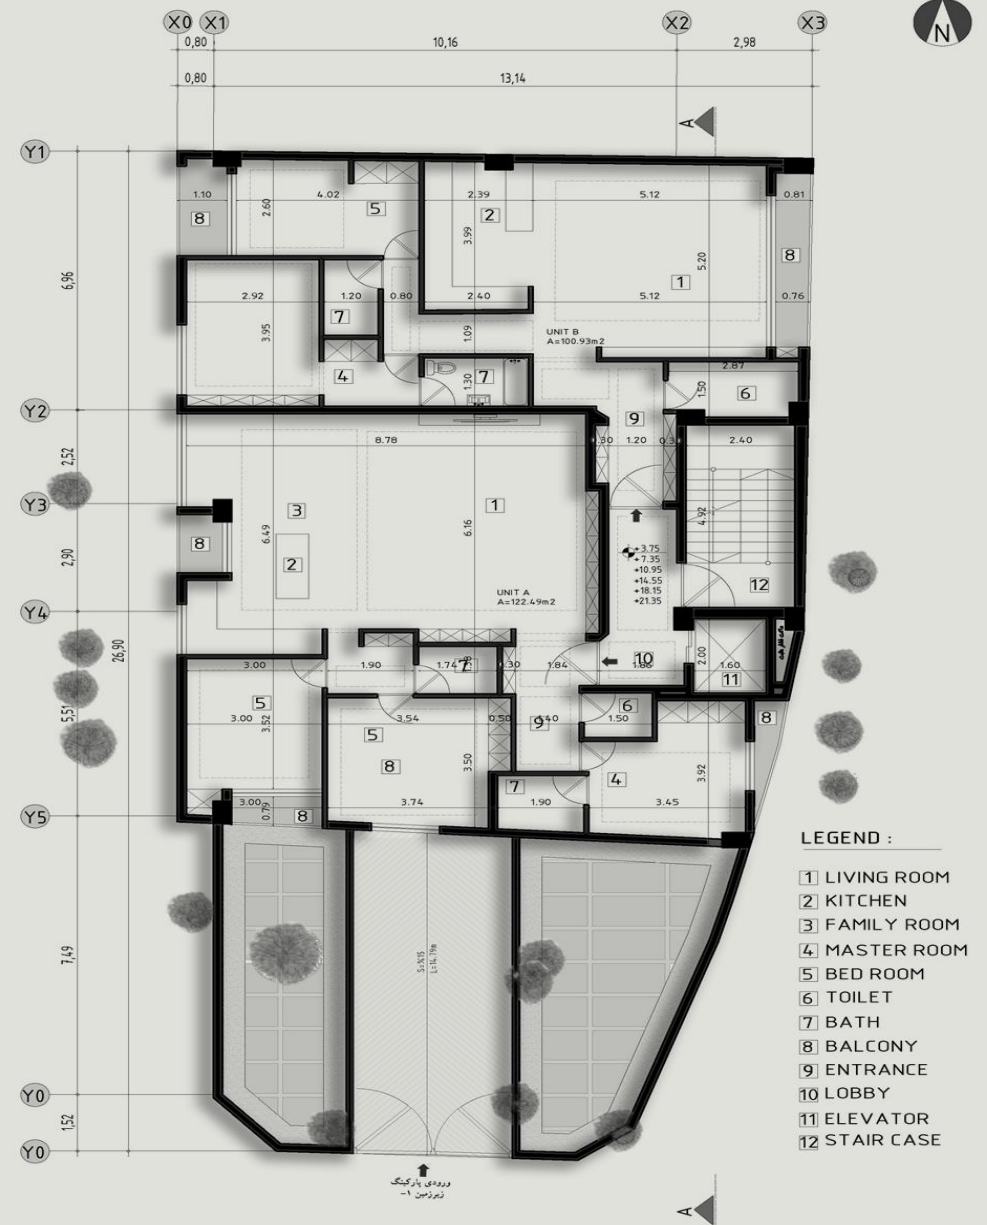 X0 X1 X2 X3
N
0,80 10,16 2,98
0,80 13,14
A
Y1
1.10 4.02 2.39 5.12 0.81
8 5 2 8
2.60 3.99 5.20
6,96
1
2.92 1.20 0.80 2.40 5.12 0.76
7
3.95 1.09
UNIT B
A=100.93m2
4 7 1.30
2.87
1.50 6
Y2
9
8.78 1.20 2.40
2,52
Y3
3 1
6.49 6.16 4.92
8
2,90
2
+3.75
+7.35
+10.95
+14.55
+18.15
+21.35
12
UNIT A
A=122.49m2
Y4
26,90
3.00 1.90 1.74 7 .30 1.84 10 2.00 1.60
11
5,51
5 6 8
3.00 3.54 0.50 1.50
3.52 5 9
8 3.50 4 3.92
7
3.00 3.74 1.90 3.45
0.79 8
Y5
LEGEND :
1 LIVING ROOM
2 KITCHEN
3 FAMILY ROOM
4 MASTER ROOM
5 BED ROOM
6 TOILET
7 BATH
8 BALCONY
9 ENTRANCE
10 LOBBY
11 ELEVATOR
12 STAIR CASE
7,49
S=%15
L=14.79m
Y0
1,52
Y0
ورودی پارکینگ
زیرزمین ۱-
A